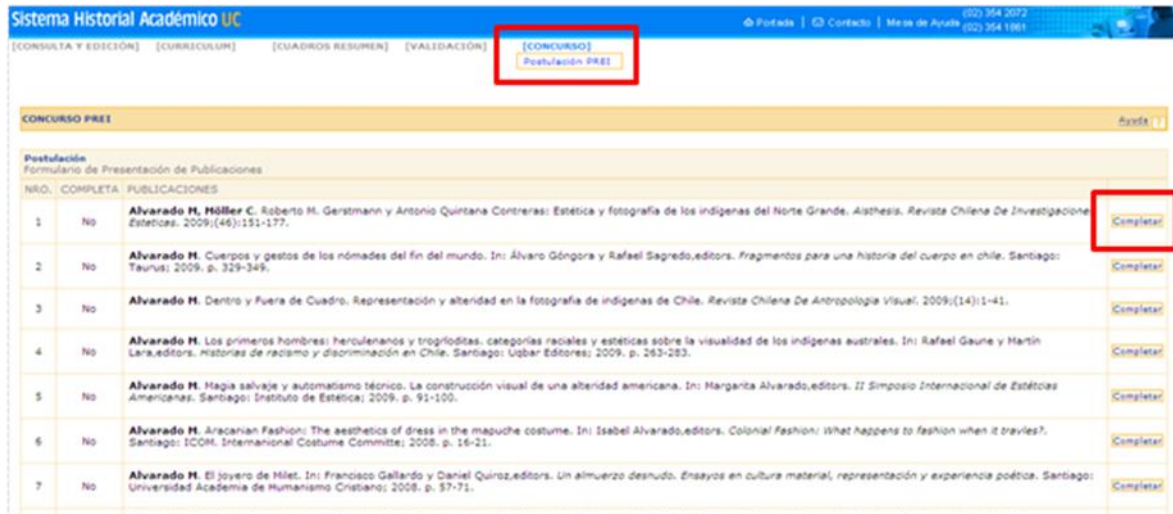 Sistema Historial Académico UC
Portada | Contacto | Mesa de Ayuda (02) 354 2072
(02) 354 1861
[CONSULTA Y EDICIÓN] [CURRICULUM] [CUADROS RESUMEN] [VALIDACIÓN] [CONCURSO]
Postulación PREI
CONCURSO PREI Ayuda ?
Postulación
Formulario de Presentación de Publicaciones
NRO. COMPLETA PUBLICACIONES
Alvarado M, Höller C. Roberto M. Gerstmann y Antonio Quintana Contreras: Estética y fotografía de los indígenas del Norte Grande. Aisthesis. Revista Chilena De Investigacione
1 No Estéticas. 2009;(46):151-177. Completar
Alvarado M. Cuerpos y gestos de los nómades del fin del mundo. In: Álvaro Góngora y Rafael Sagredo,editors. Fragmentos para una historia del cuerpo en chile. Santiago:
2 No Taurus; 2009. p. 329-349. Completar
3 No Alvarado M. Dentro y Fuera de Cuadro. Representación y alteridad en la fotografía de indigenas de Chile. Revista Chilena De Antropologia Visual. 2009;(14):1-41. Completar
Alvarado M. Los primeros hombres: herculenanos y trogrloditas. categorías raciales y estéticas sobre la visualidad de los indígenas australes. In: Rafael Gaune y Martín
4 No Lara,editors. Historias de racismo y discriminación en Chile. Santiago: Uqbar Editores; 2009. p. 263-283. Completar
Alvarado M. Magia salvaje y automatismo técnico. La construcción visual de una alteridad americana. In: Margarita Alvarado,editors. II Simposio Internacional de Estétcias
5 No Americanas. Santiago: Instituto de Estética; 2009. p. 91-100. Completar
Alvarado M. Aracanian Fashion: The aesthetics of dress in the mapuche costume. In: Isabel Alvarado,editors. Colonial Fashion: What happens to fashion when it travles?.
6 No Santiago: ICOM. Internanional Costume Committe; 2008. p. 16-21. Completar
Alvarado M. El joyero de Milet. In: Francisco Gallardo y Daniel Quiroz,editors. Un almuerzo desnudo. Ensayos en cultura material, representación y experiencia poética. Santiago:
7 No Universidad Academia de Humanismo Cristiano; 2008. p. 57-71. Completar